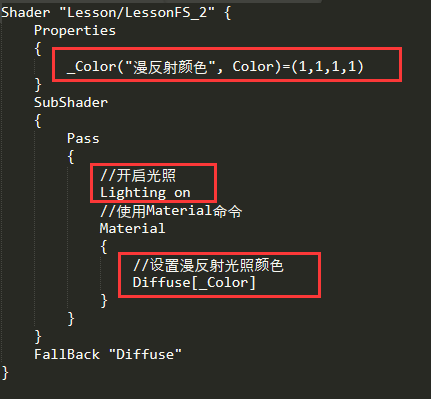 Shader "Lesson/LessonFS_2" {
Properties
{
_Color("漫反射颜色", Color)=(1,1,1,1)
}
SubShader
{
Pass
{
//开启光照
Lighting on
//使用Material命令
Material
{
//设置漫反射光照颜色
Diffuse[_Color]
}
}
}
FallBack "Diffuse"
}